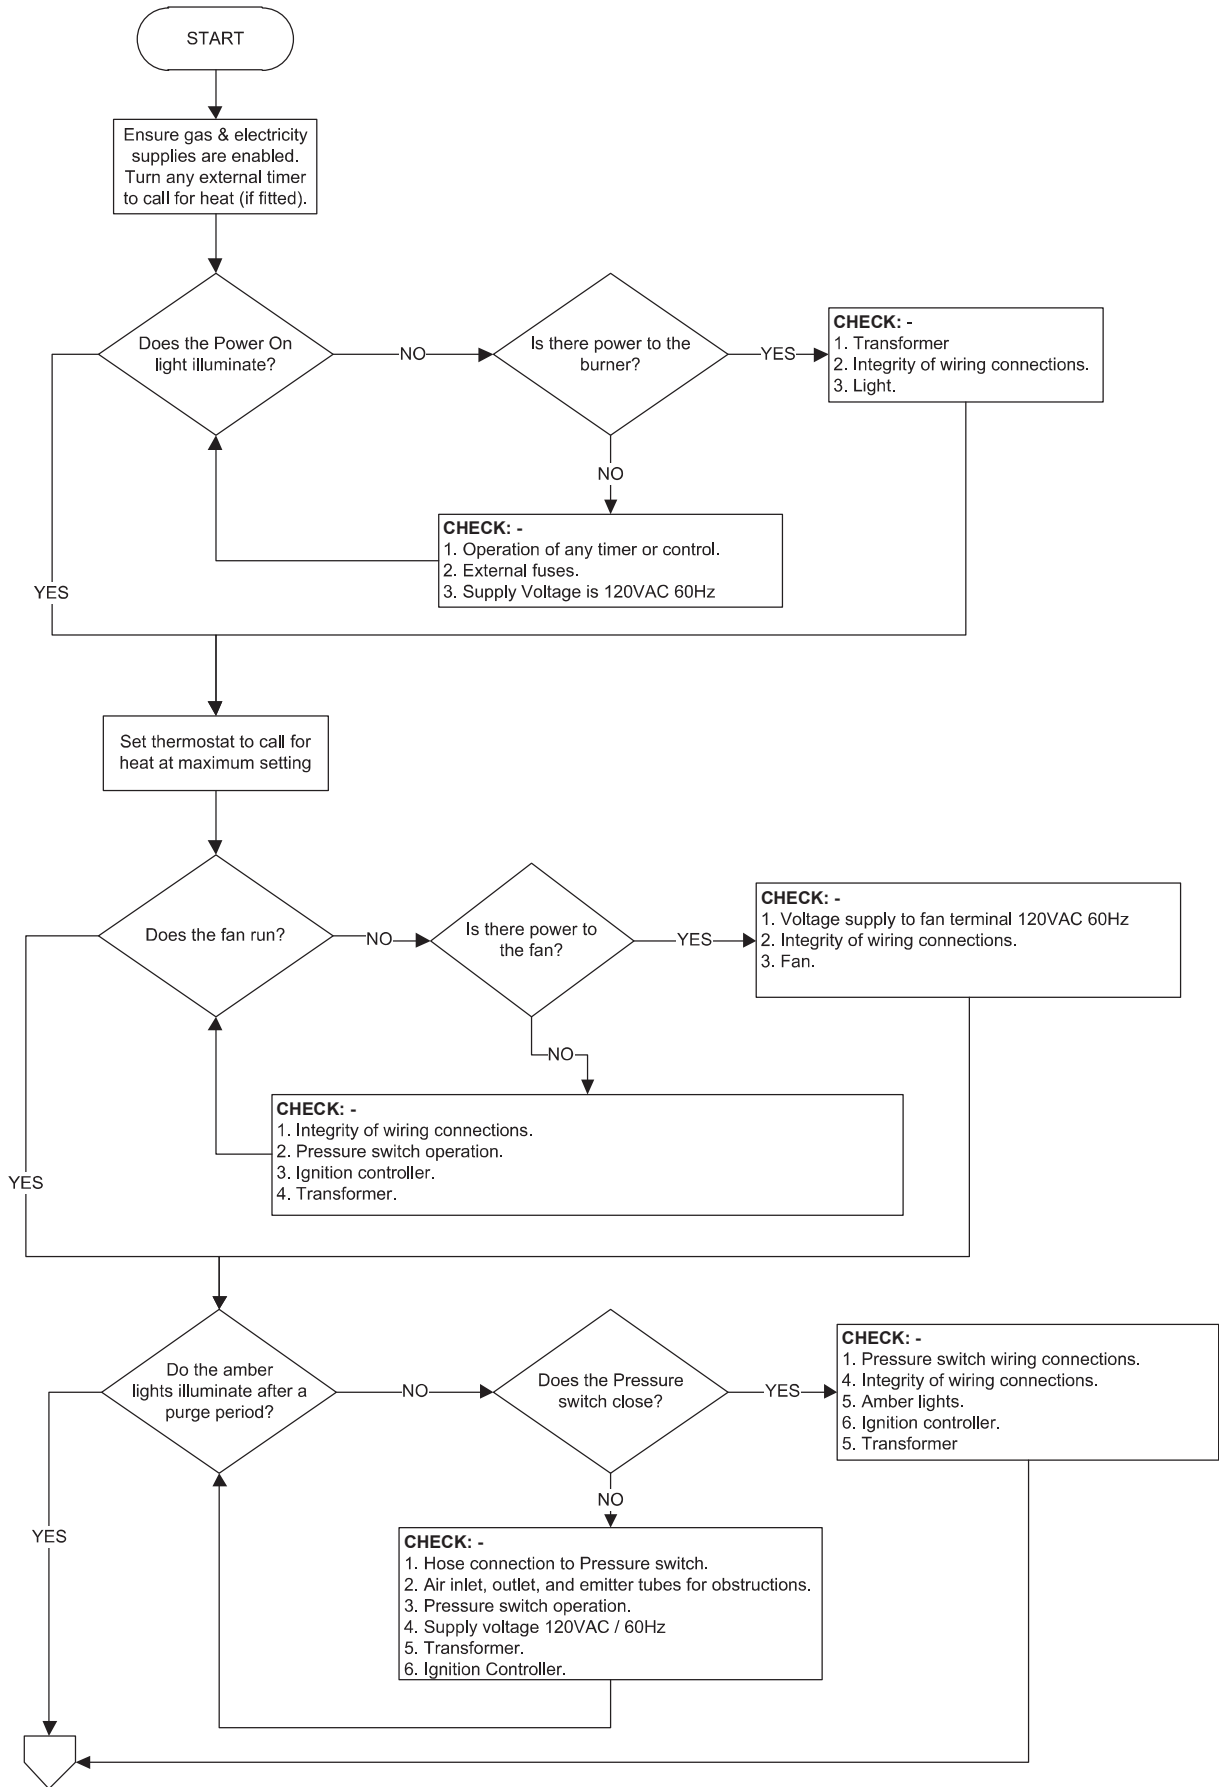 START
Ensure gas & electricity
supplies are enabled.
Turn any external timer
to call for heat (if fitted).
Does the Power On
light illuminate?
NO
Is there power to the
burner?
YES
CHECK: -
1. Transformer
2. Integrity of wiring connections.
3. Light.
NO
CHECK: -
1. Operation of any timer or control.
2. External fuses.
3. Supply Voltage is 120VAC 60Hz
YES
Set thermostat to call for
heat at maximum setting
Does the fan run?
NO
Is there power to
the fan?
YES
CHECK: -
1. Voltage supply to fan terminal 120VAC 60Hz
2. Integrity of wiring connections.
3. Fan.
NO
CHECK: -
1. Integrity of wiring connections.
2. Pressure switch operation.
3. Ignition controller.
4. Transformer.
YES
Do the amber
lights illuminate after a
purge period?
NO
Does the Pressure
switch close?
YES
CHECK: -
1. Pressure switch wiring connections.
4. Integrity of wiring connections.
5. Amber lights.
6. Ignition controller.
5. Transformer
NO
CHECK: -
1. Hose connection to Pressure switch.
2. Air inlet, outlet, and emitter tubes for obstructions.
3. Pressure switch operation.
4. Supply voltage 120VAC / 60Hz
5. Transformer.
6. Ignition Controller.
YES